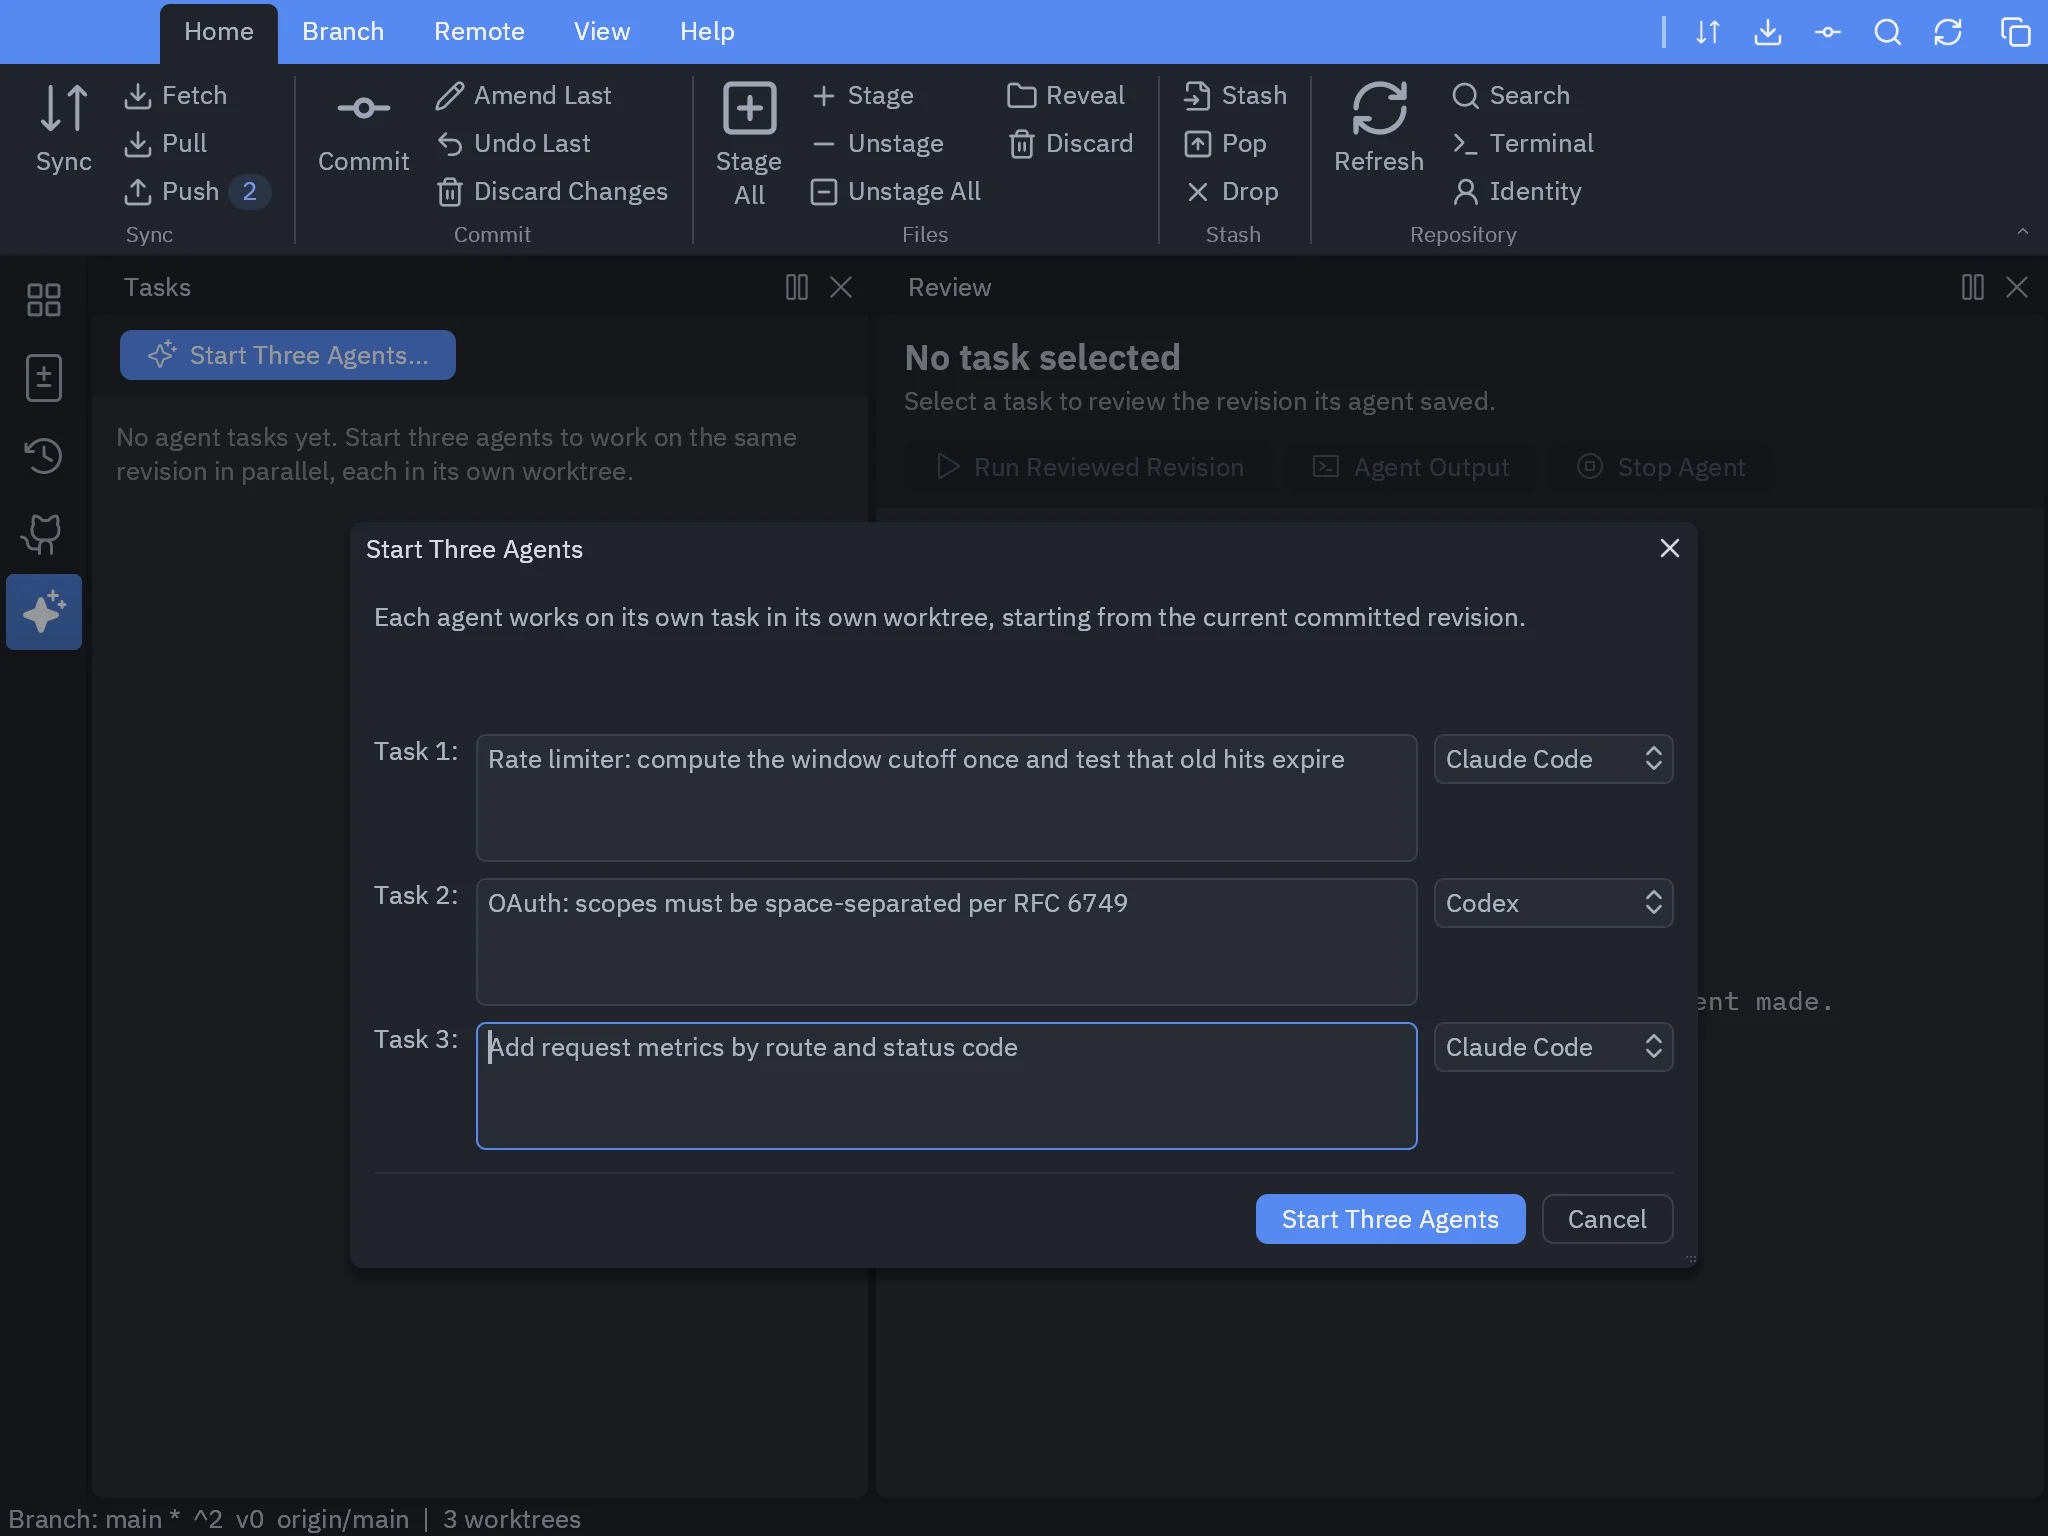 Home Branch Remote View Help
Sync
Fetch
Pull
Push 2
Sync
Commit
Amend Last
Undo Last
Discard Changes
Commit
Stage
All
Stage
Unstage
Unstage All
Reveal
Discard
Files
Stash
Pop
Drop
Stash
Refresh
Search
Terminal
Identity
Repository
Tasks
Start Three Agents...
No agent tasks yet. Start three agents to work on the same
revision in parallel, each in its own worktree.
Review
No task selected
Select a task to review the revision its agent saved.
Run Reviewed Revision Agent Output Stop Agent
made.
Start Three Agents
Each agent works on its own task in its own worktree, starting from the current committed revision.
Task 1: Rate limiter: compute the window cutoff once and test that old hits expire Claude Code
Task 2: OAuth: scopes must be space-separated per RFC 6749 Codex
Task 3: Add request metrics by route and status code Claude Code
Start Three Agents Cancel
Branch: main * ^2 v0 origin/main | 3 worktrees